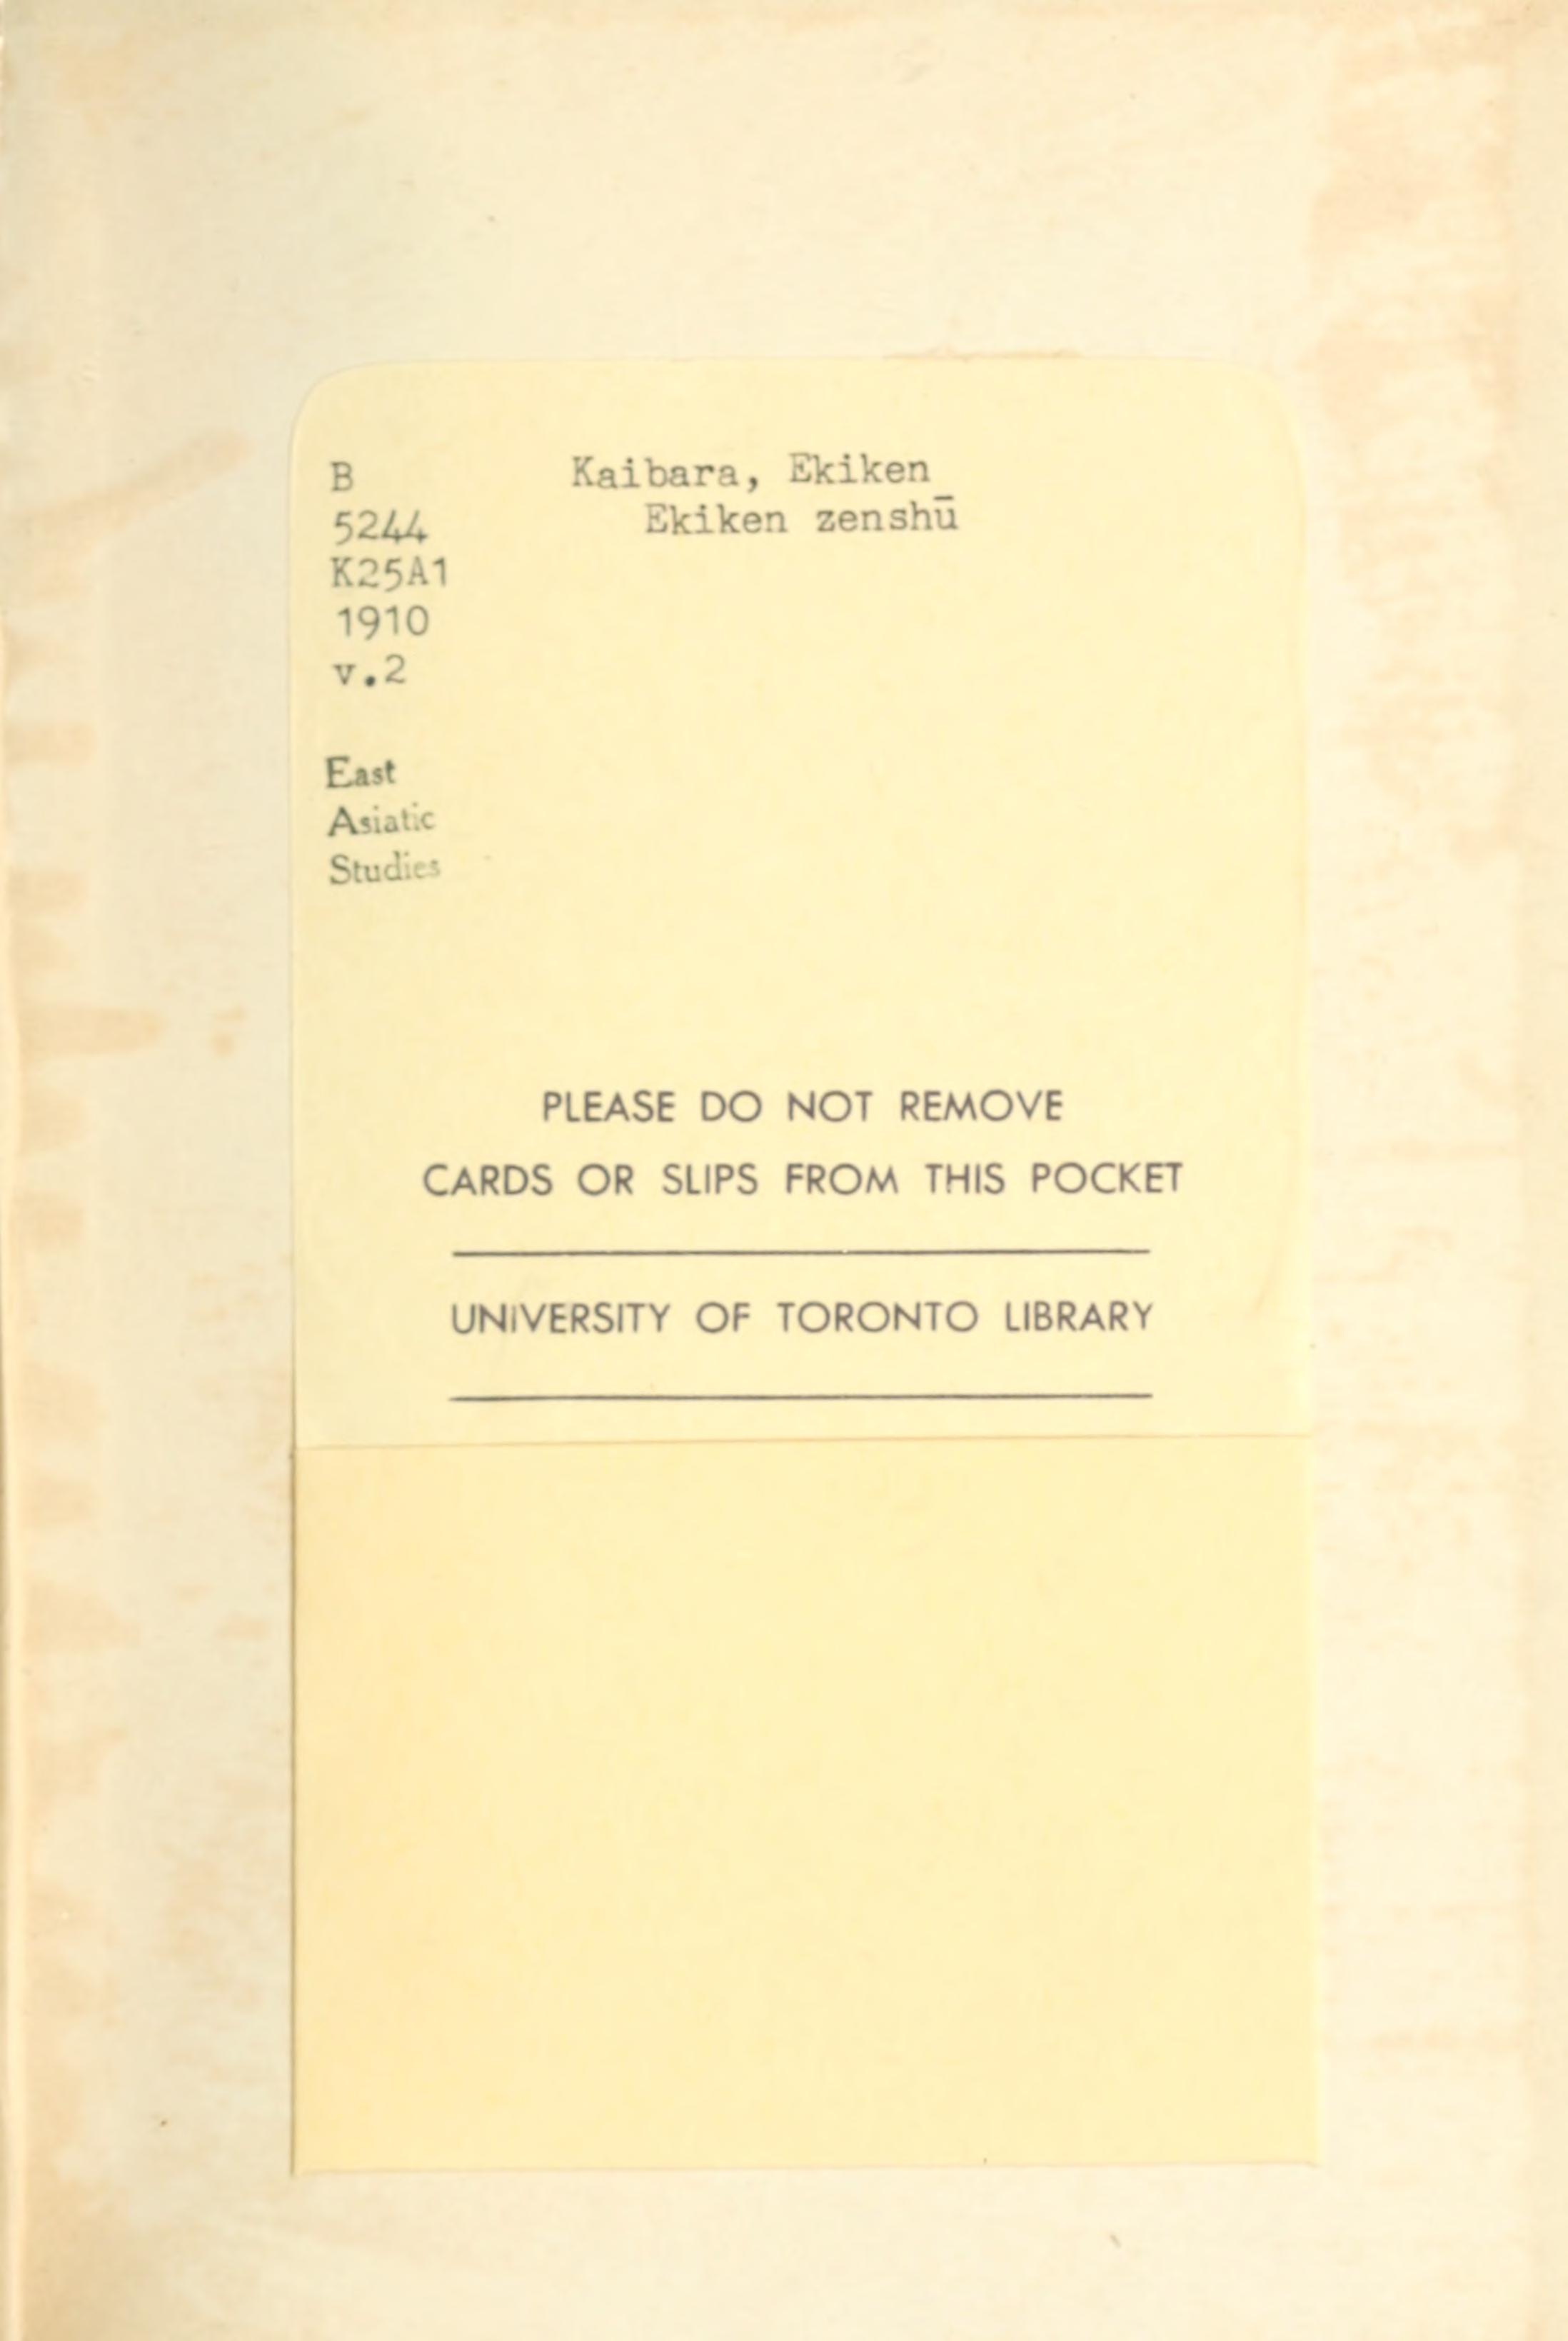 B
5244
K25A1
1910
v.2
Kaibara, Ekiken
Ekiken zenshū
East
Asiatic
Studies
PLEASE DO NOT REMOVE
CARDS OR SLIPS FROM THIS POCKET
UNIVERSITY OF TORONTO LIBRARY